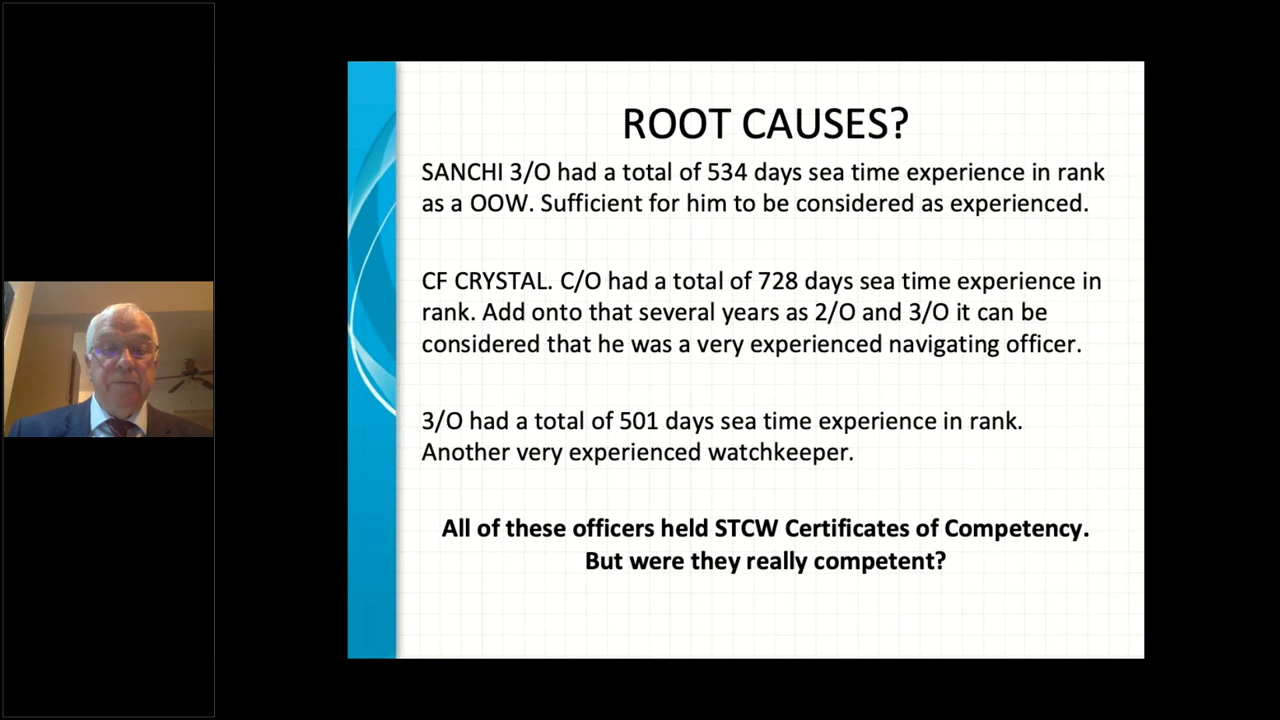 ROOT CAUSES?
SANCHI 3/O had a total of 534 days sea time experience in rank
as a OOW. Sufficient for him to be considered as experienced.
CF CRYSTAL. C/O had a total of 728 days sea time experience in
rank. Add onto that several years as 2/O and 3/O it can be
considered that he was a very experienced navigating officer.
3/O had a total of 501 days sea time experience in rank.
Another very experienced watchkeeper.
All of these officers held STCW Certificates of Competency.
But were they really competent?